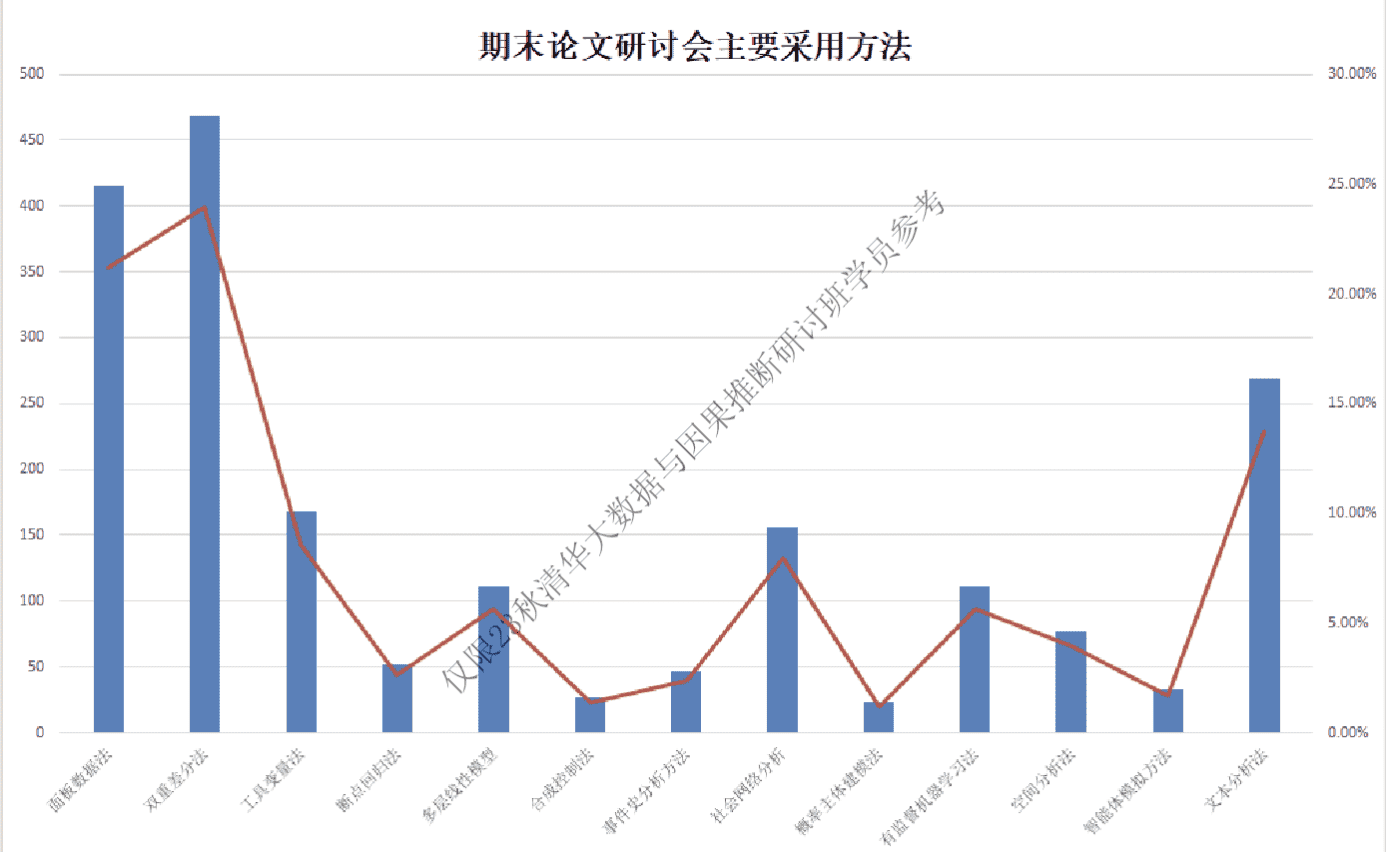 期末论文研讨会主要采用方法
500
450
400
350
300
250
200
150
100
50
0
30.00%
25.00%
20.00%
15.00%
10.00%
5.00%
0.00%
仅限23秋清华大数据与因果推断研讨班学员参考
面板数据法
双重差分法
工具变量法
断点回归法
多层线性模型
合成控制法
事件史分析方法
社会网络分析
概率主体建模法
有监督机器学习法
空间分析法
智能体模拟方法
文本分析法